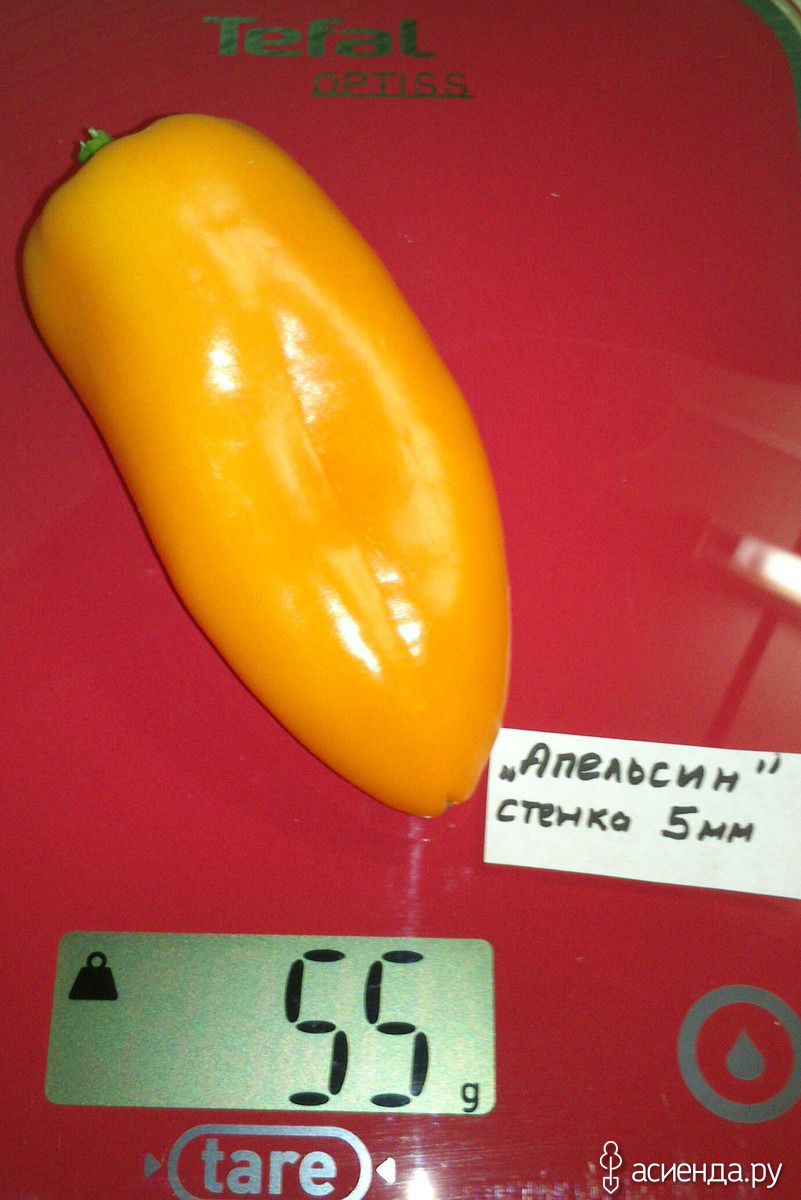 Tefal
OPTISS
„Апельсин"
стенка 5мм
55 g
tare
асиенда.ру